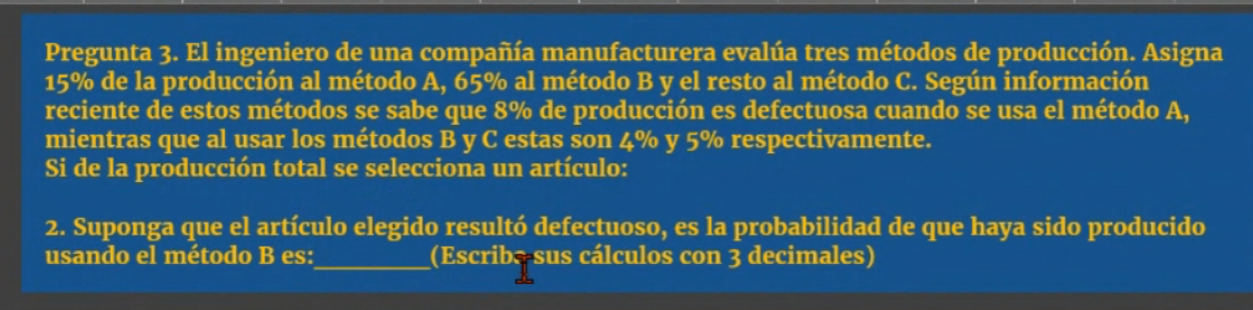 Pregunta 3. El ingeniero de una compañía manufacturera evalúa tres métodos de producción. Asigna
15% de la producción al método A, 65% al método B y el resto al método C. Según información
reciente de estos métodos se sabe que 8% de producción es defectuosa cuando se usa el método A,
mientras que al usar los métodos B y C estas son 4% y 5% respectivamente.
Si de la producción total se selecciona un artículo:
2. Suponga que el artículo elegido resultó defectuoso, es la probabilidad de que haya sido producido
usando el método B es:________(Escriba sus cálculos con 3 decimales)